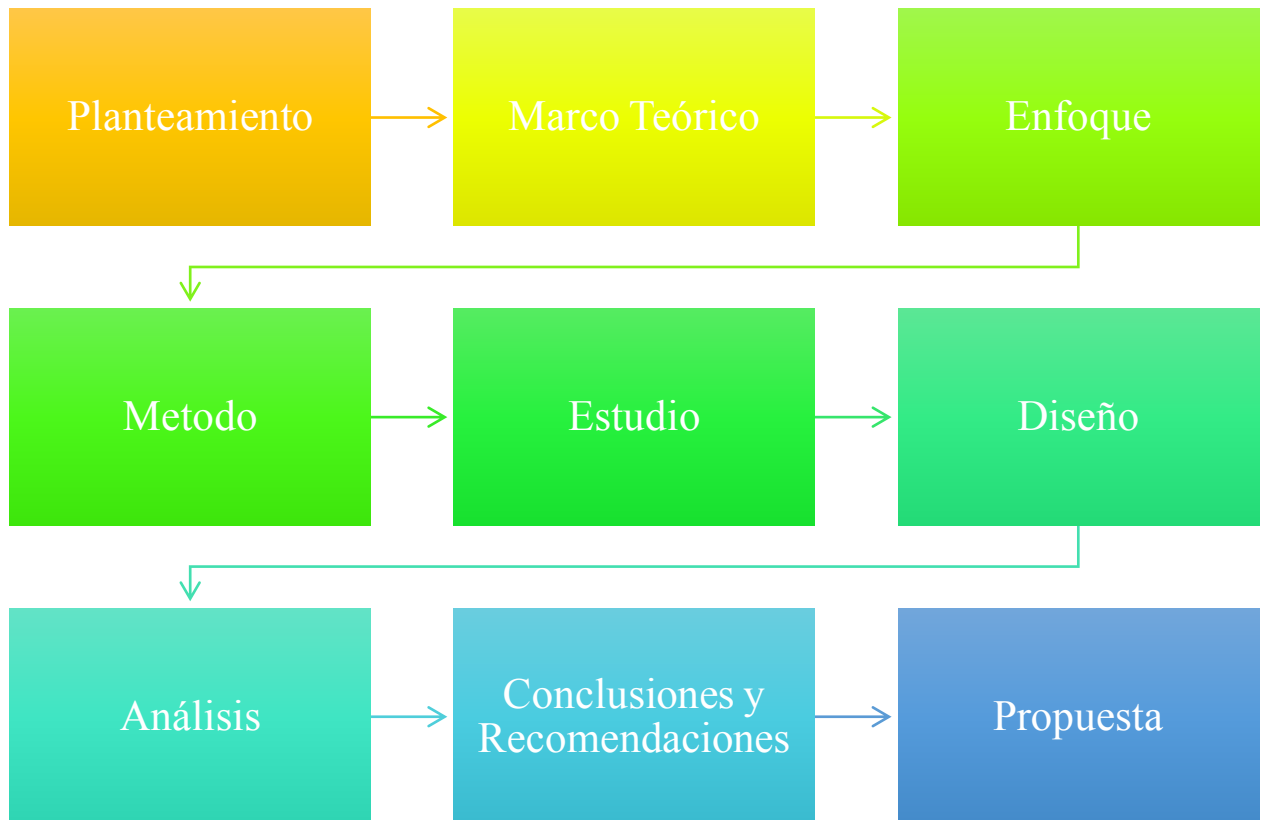 Planteamiento
Marco Teórico
Enfoque
Metodo
Estudio
Diseño
Análisis
Conclusiones y
Recomendaciones
Propuesta